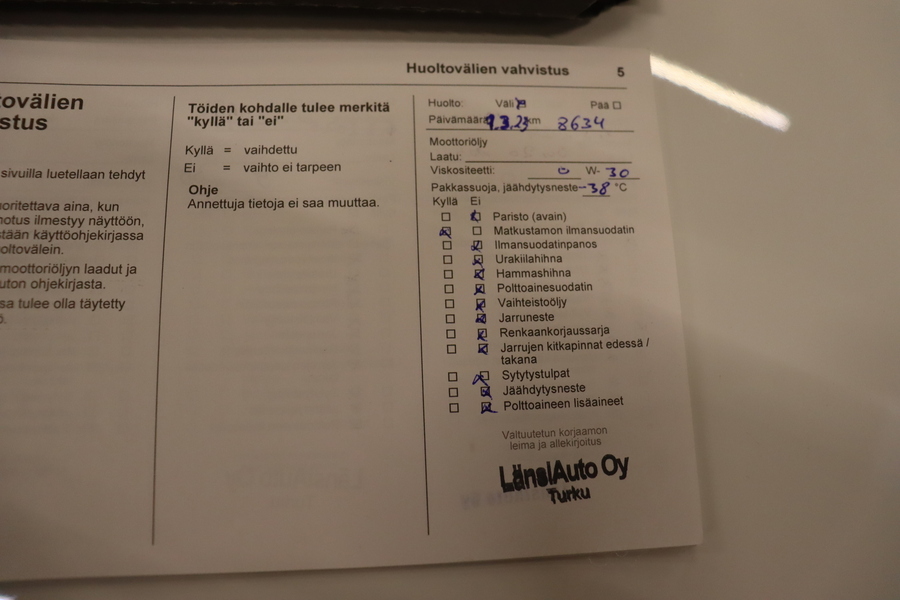 Huoltovälien vahvistus 5
tovälien
stus
sivuilla luetellaan tehdyt
oritettava aina, kun
notus ilmestyy näyttöön,
stään käyttöohjekirjassa
oltovälein.
moottoriöljyn laadut ja
uton ohjekirjasta.
sa tulee olla täytetty
ö.
Töiden kohdalle tulee merkitä
"kyllä" tai "ei"
Kyllä = vaihdettu
Ei = vaihto ei tarpeen
Ohje
Annettuja tietoja ei saa muuttaa.
Huolto: Väli Pää
Päivämäärä 9.3.23 km 8634
Moottoriöljy
Laatu:
Viskositeetti: 0 W- 30
Pakkassuoja, jäähdytysneste -38 °C
Kyllä Ei
Paristo (avain)
Matkustamon ilmansuodatin
Ilmansuodatinpanos
Urakiilahihna
Hammashihna
Polttoainesuodatin
Vaihteistoöljy
Jarruneste
Renkaankorjaussarja
Jarrujen kitkapinnat edessä /
takana
Sytytystulpat
Jäähdytysneste
Polttoaineen lisäaineet
Valtuutetun korjaamon
leima ja allekirjoitus
LänsiAuto Oy
Turku